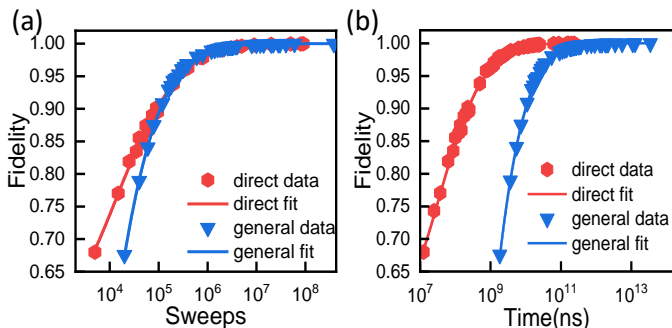 (a)
1.00
0.95
0.90
0.85
0.80
0.75
0.70
0.65
Fidelity
direct data
direct fit
general data
general fit
10^4 10^5 10^6 10^7 10^8
Sweeps
(b)
1.00
0.95
0.90
0.85
0.80
0.75
0.70
0.65
Fidelity
direct data
direct fit
general data
general fit
10^7 10^9 10^11 10^13
Time(ns)